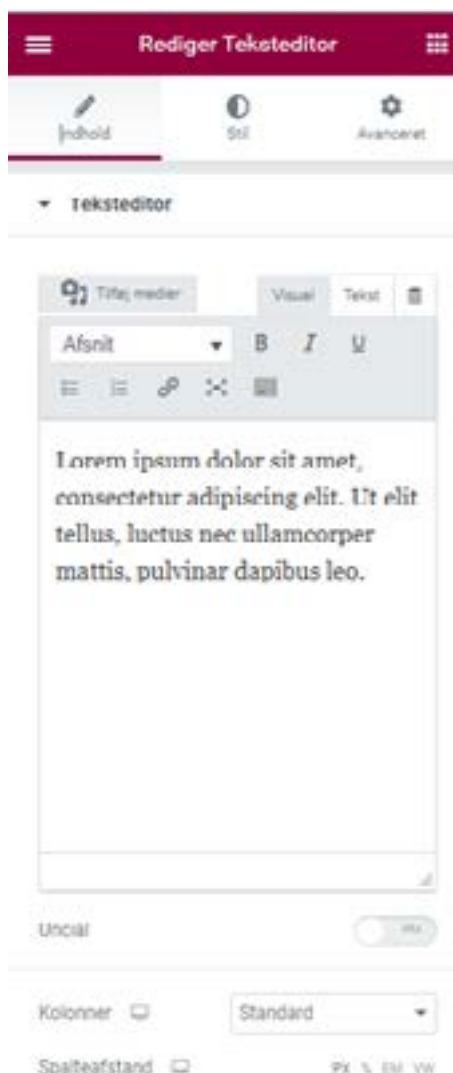 Rediger Teksteditor
Indhold Stil Avanceret
Teksteditor
Tilføj medier Visuel Tekst
Afsnit B I U
Lorem ipsum dolor sit amet,
consectetur adipiscing elit. Ut elit
tellus, luctus nec ullamcorper
mattis, pulvinar dapibus leo.
Uncial
Kolonner Standard
Spalteafstand PX % EM VW